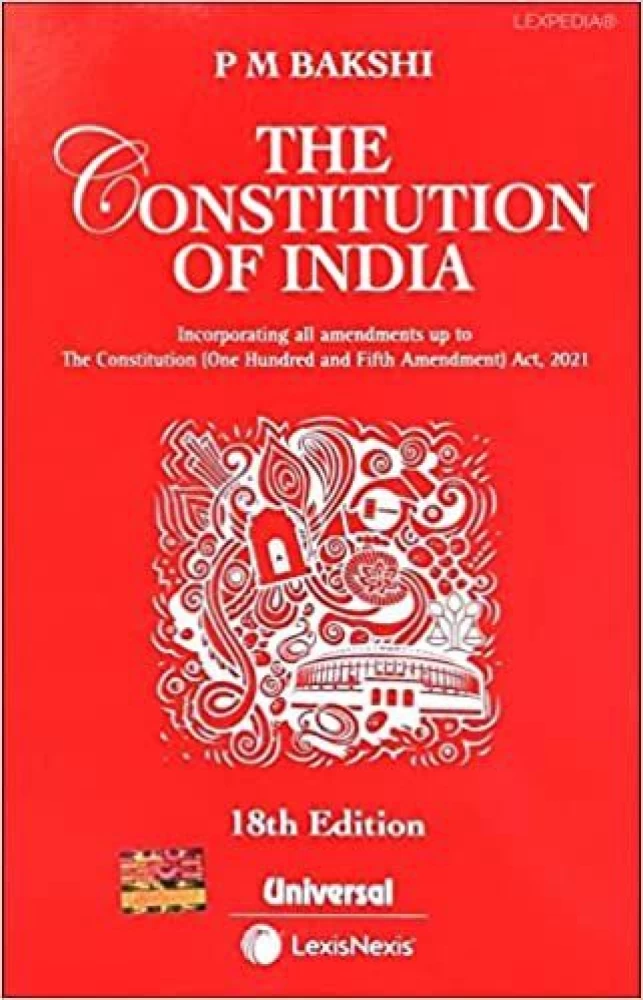 LEXPEDIA®
P M BAKSHI
THE
CONSTITUTION
OF INDIA
Incorporating all amendments up to
The Constitution (One Hundred and Fifth Amendment) Act, 2021
18th Edition
Universal
LexisNexis®